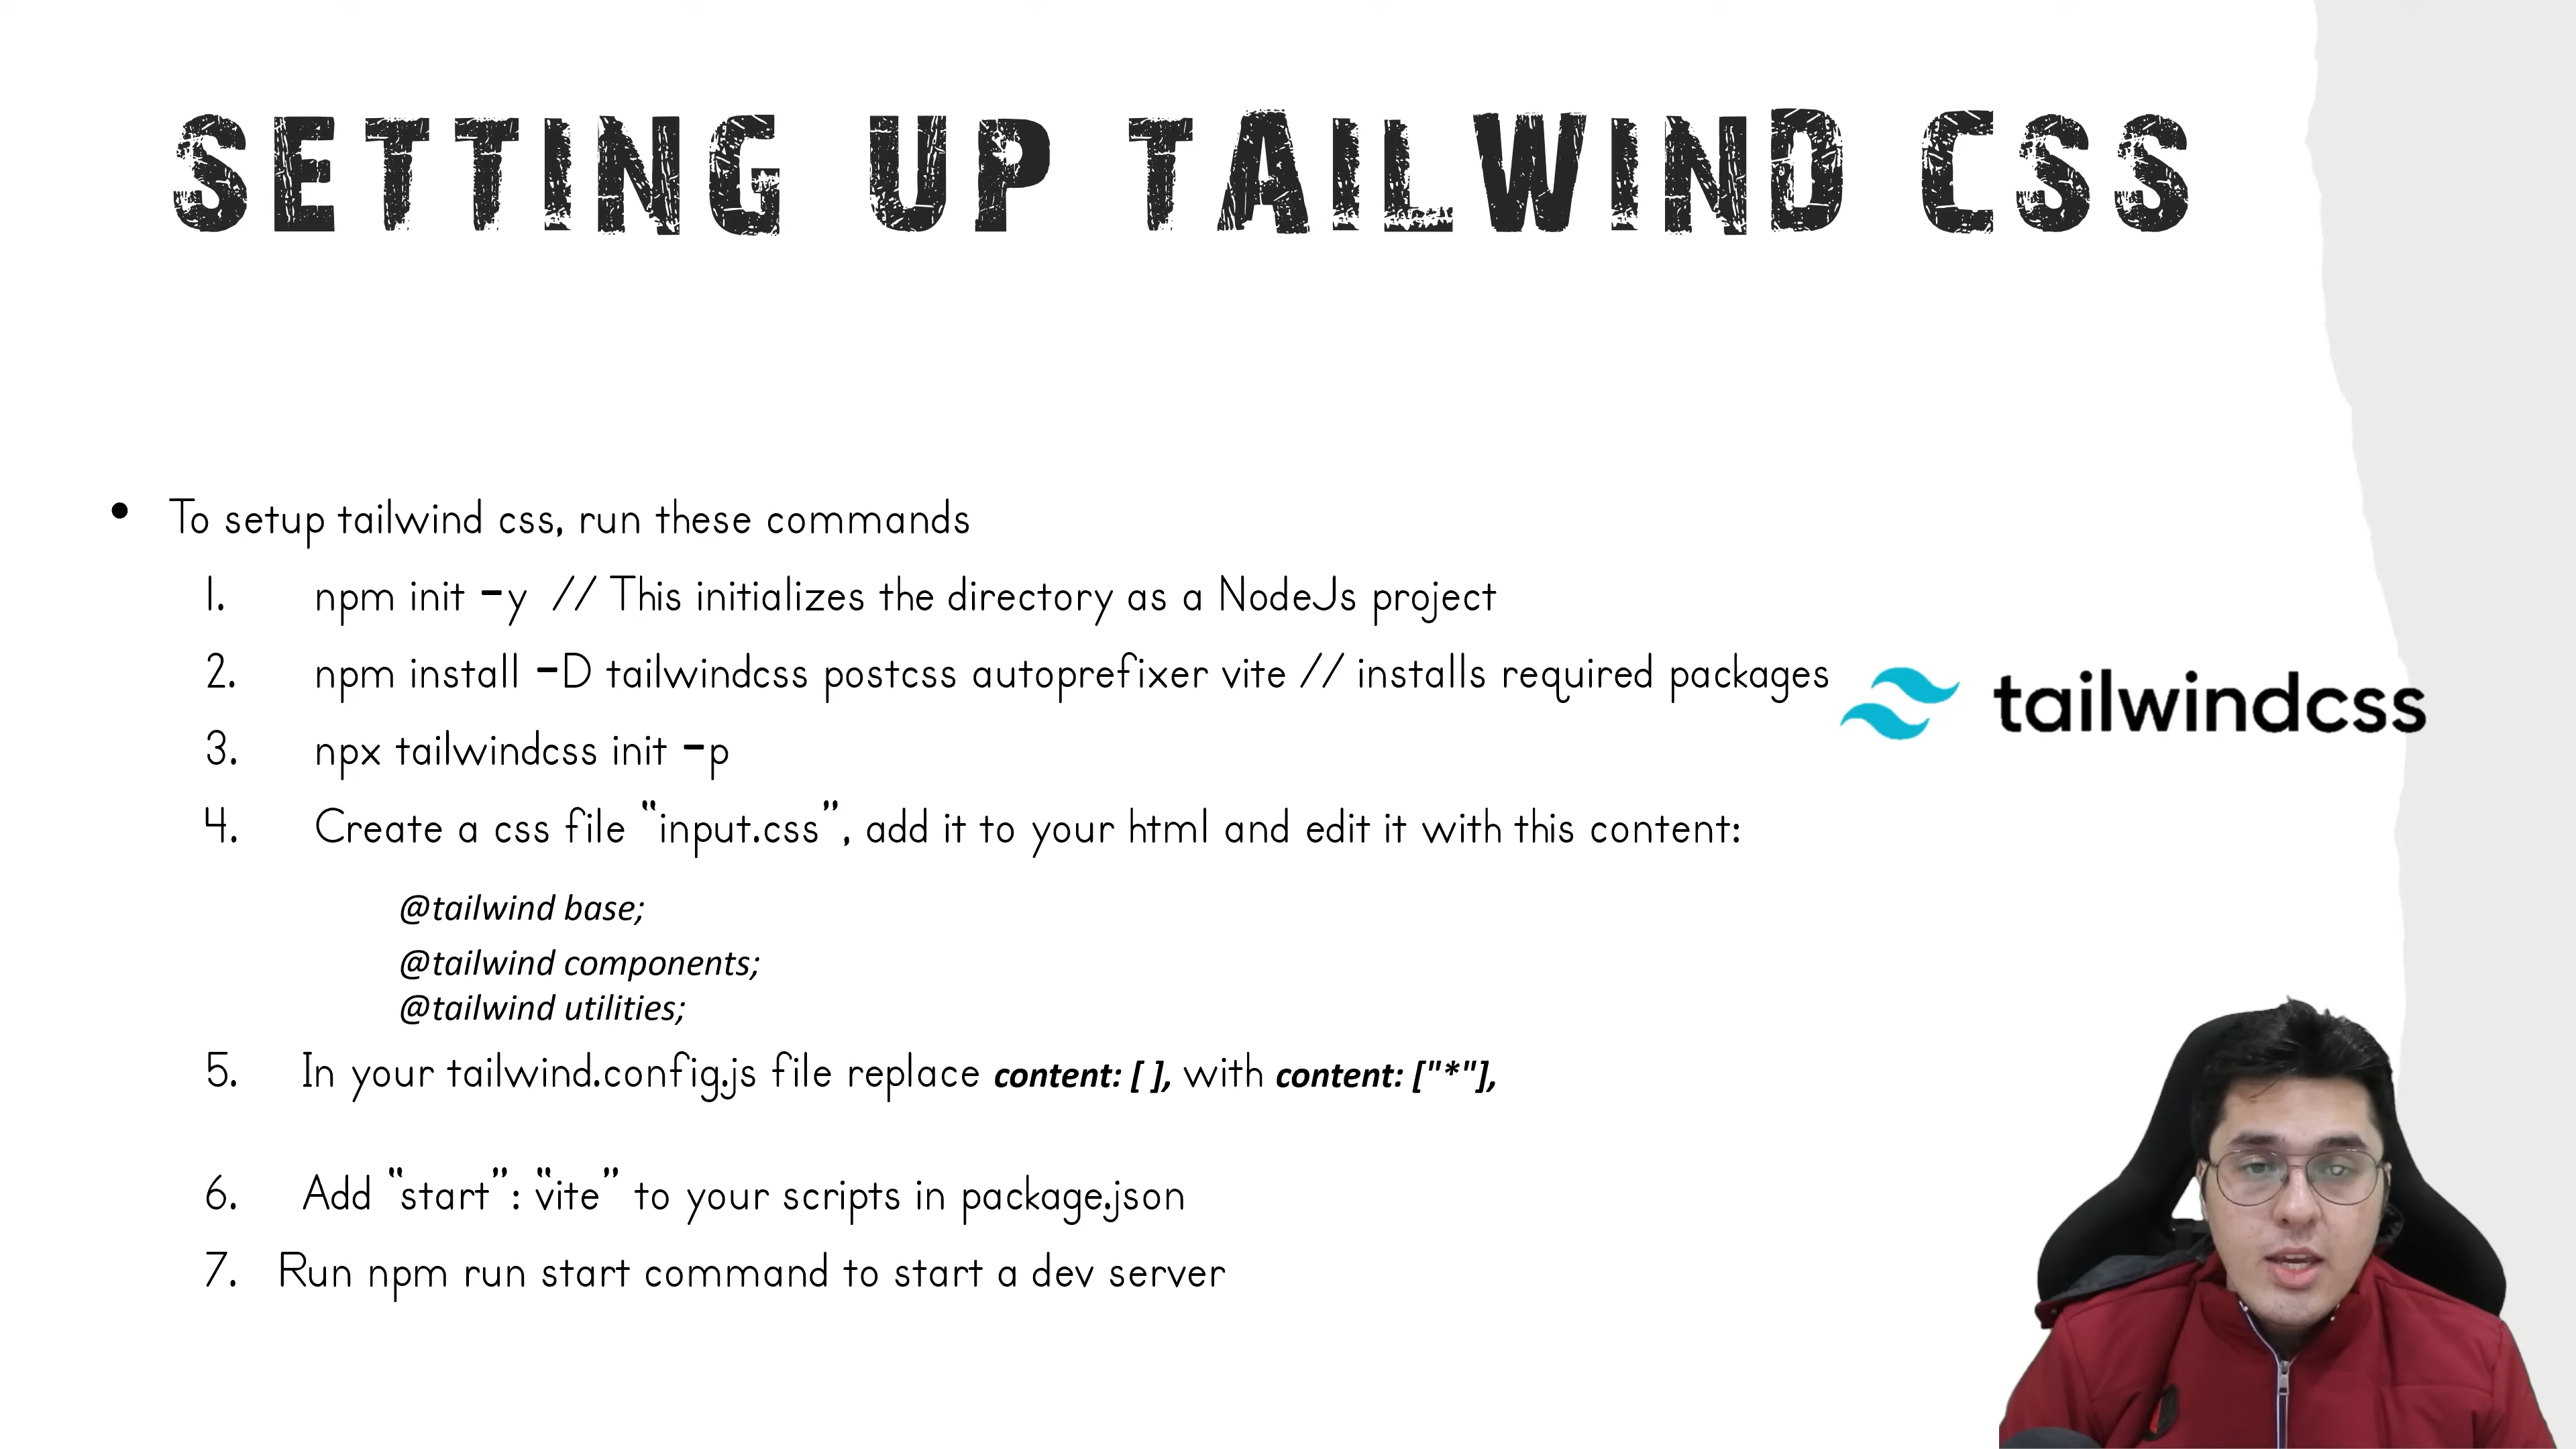 SETTING UP TAILWIND CSS
• To setup tailwind css, run these commands
1. npm init –y // This initializes the directory as a NodeJs project
2. npm install –D tailwindcss postcss autoprefixer vite // installs required packages
tailwindcss
3. npx tailwindcss init –p
4. Create a css file “input.css”, add it to your html and edit it with this content:
@tailwind base;
@tailwind components;
@tailwind utilities;
5. In your tailwind.config.js file replace content: [ ], with content: ["*"],
6. Add “start”: “vite” to your scripts in package.json
7. Run npm run start command to start a dev server